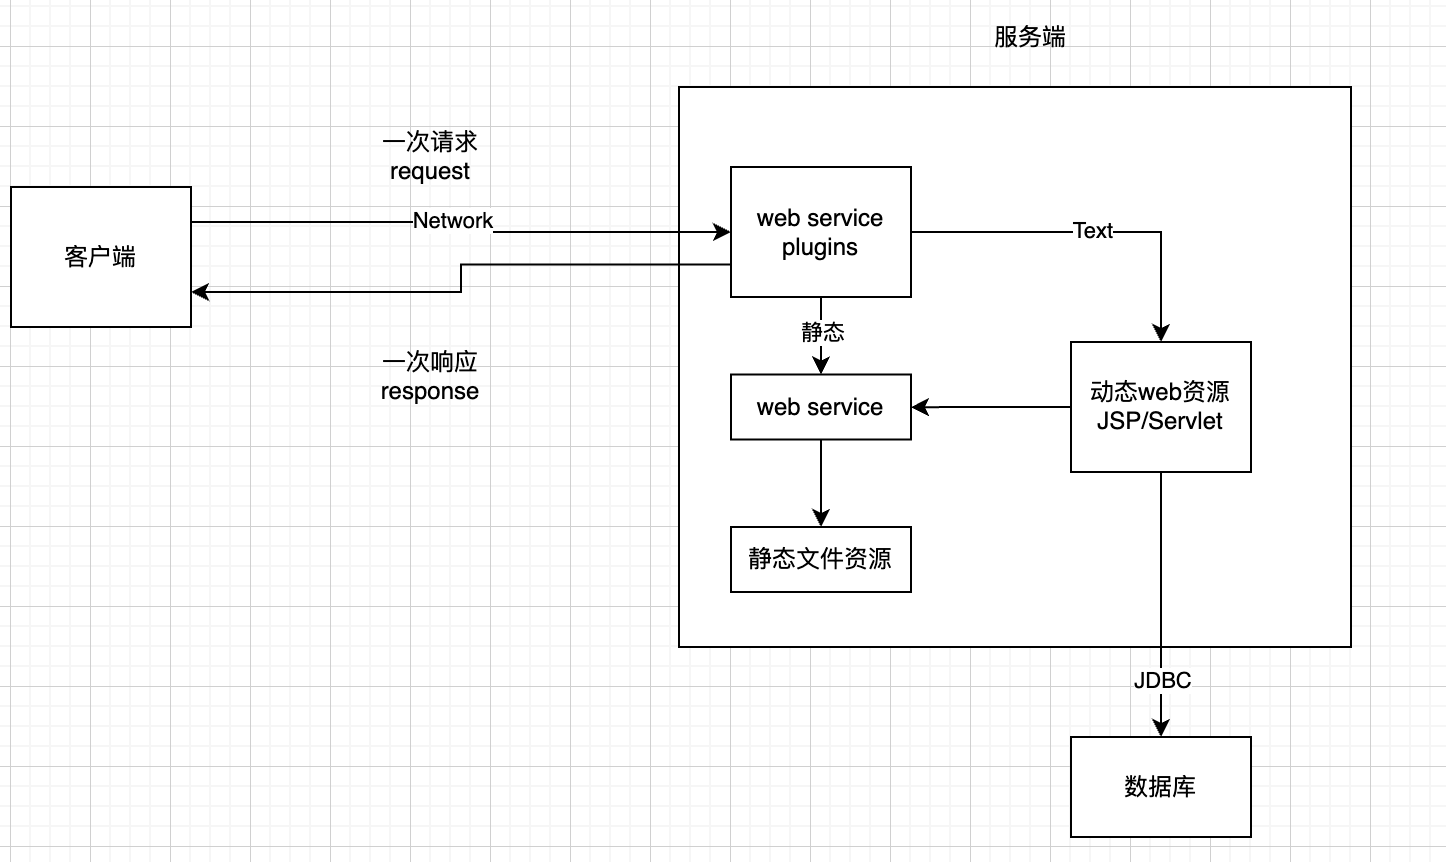 服务端
一次请求
request
Network
客户端
一次响应
response
web service
plugins
Text
静态
web service
动态web资源
JSP/Servlet
静态文件资源
JDBC
数据库